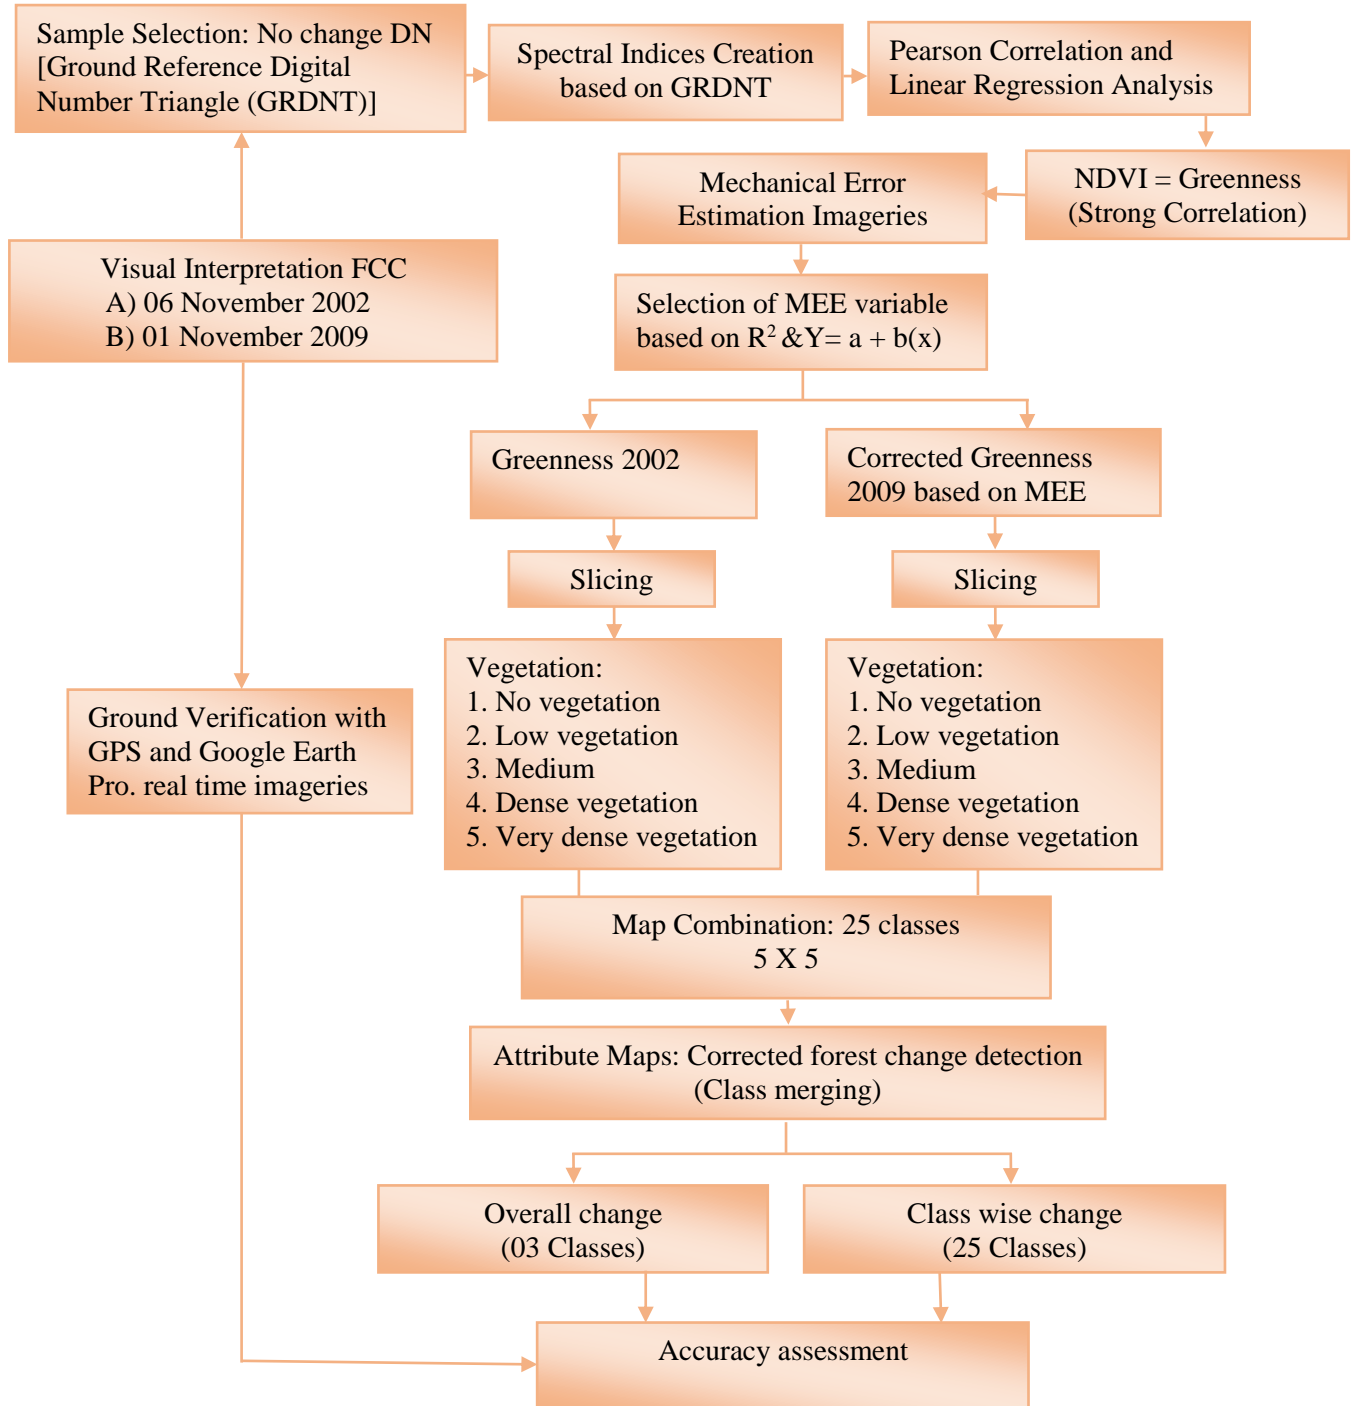 Sample Selection: No change DN
[Ground Reference Digital
Number Triangle (GRDNT)]
Spectral Indices Creation
based on GRDNT
Pearson Correlation and
Linear Regression Analysis
NDVI = Greenness
(Strong Correlation)
Mechanical Error
Estimation Imageries
Visual Interpretation FCC
A) 06 November 2002
B) 01 November 2009
Selection of MEE variable
based on R² &Y= a + b(x)
Greenness 2002
Corrected Greenness
2009 based on MEE
Slicing
Slicing
Vegetation:
1. No vegetation
2. Low vegetation
3. Medium
4. Dense vegetation
5. Very dense vegetation
Vegetation:
1. No vegetation
2. Low vegetation
3. Medium
4. Dense vegetation
5. Very dense vegetation
Ground Verification with
GPS and Google Earth
Pro. real time imageries
Map Combination: 25 classes
5 X 5
Attribute Maps: Corrected forest change detection
(Class merging)
Overall change
(03 Classes)
Class wise change
(25 Classes)
Accuracy assessment